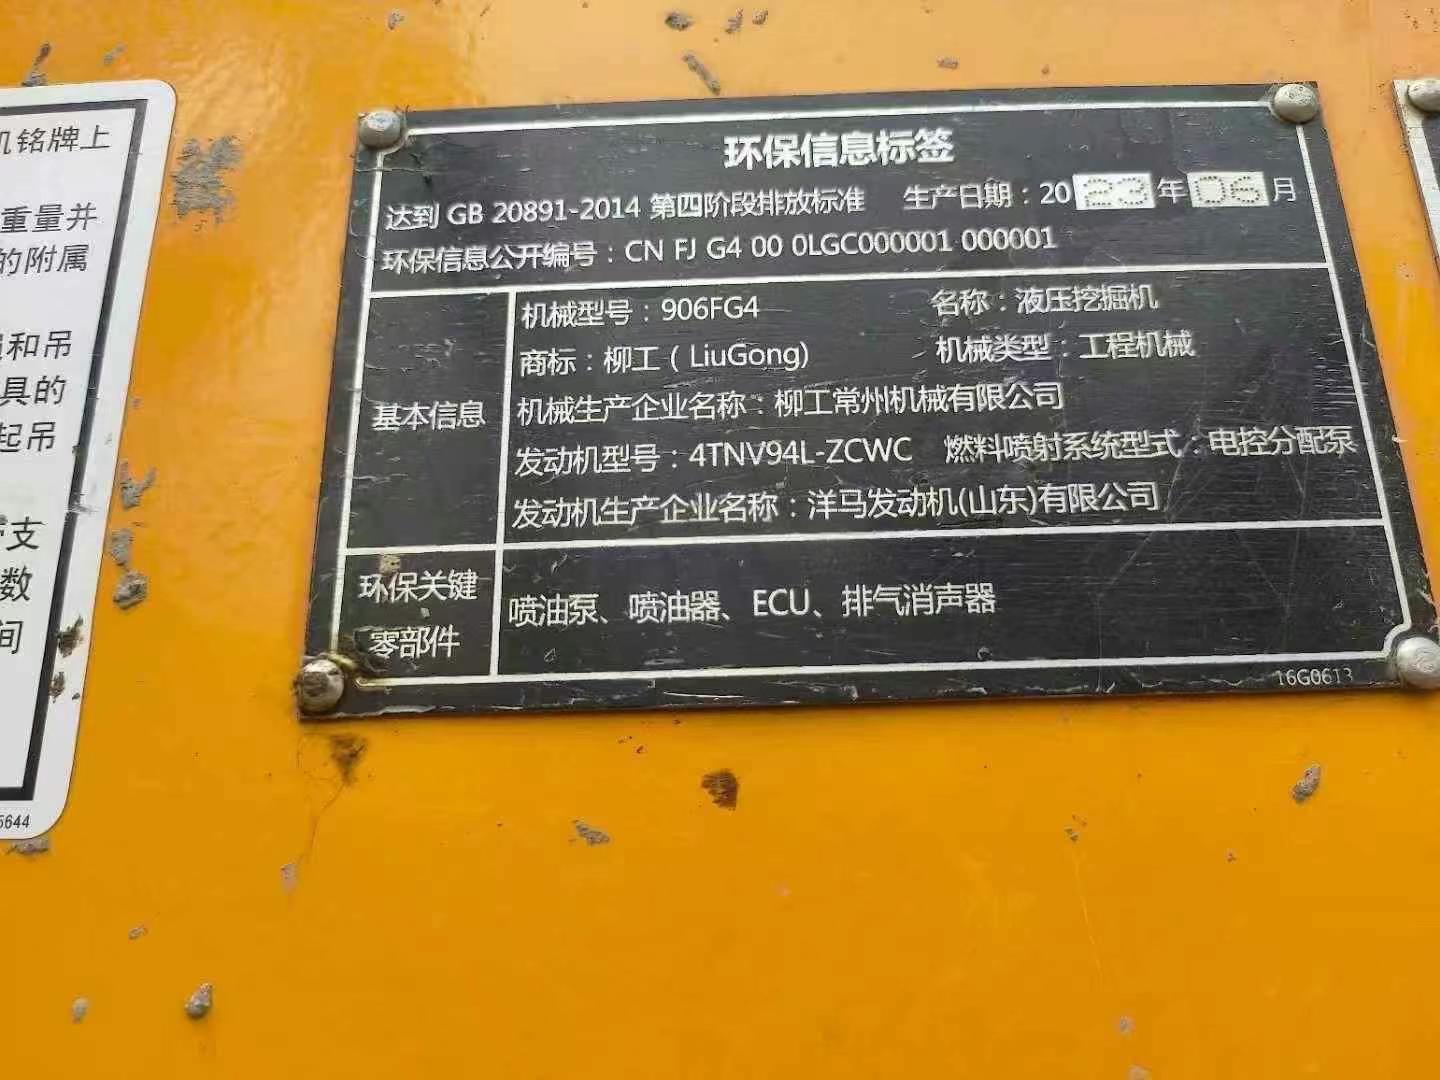 机铭牌上
重量并
的附属
和吊
具的
起吊
支
数
间
5644
环保信息标签
达到 GB 20891-2014 第四阶段排放标准 生产日期：2023年06月
环保信息公开编号：CN FJ G4 00 0LGC000001 000001
基本信息
机械型号：906FG4 名称：液压挖掘机
商标：柳工（LiuGong) 机械类型：工程机械
机械生产企业名称：柳工常州机械有限公司
发动机型号：4TNV94L-ZCWC 燃料喷射系统型式：电控分配泵
发动机生产企业名称：洋马发动机(山东)有限公司
环保关键
零部件
喷油泵、喷油器、ECU、排气消声器
16G0613